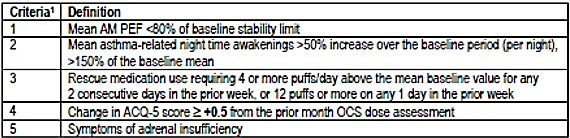 Criteria¹ Definition
1 Mean AM PEF <80% of baseline stability limit
2 Mean asthma-related night time awakenings >50% increase over the baseline period (per night),
>150% of the baseline mean
3 Rescue medication use requiring 4 or more puffs/day above the mean baseline value for any
2 consecutive days in the prior week, or 12 puffs or more on any 1 day in the prior week
4 Change in ACQ-5 score ≥ +0.5 from the prior month OCS dose assessment
5 Symptoms of adrenal insufficiency